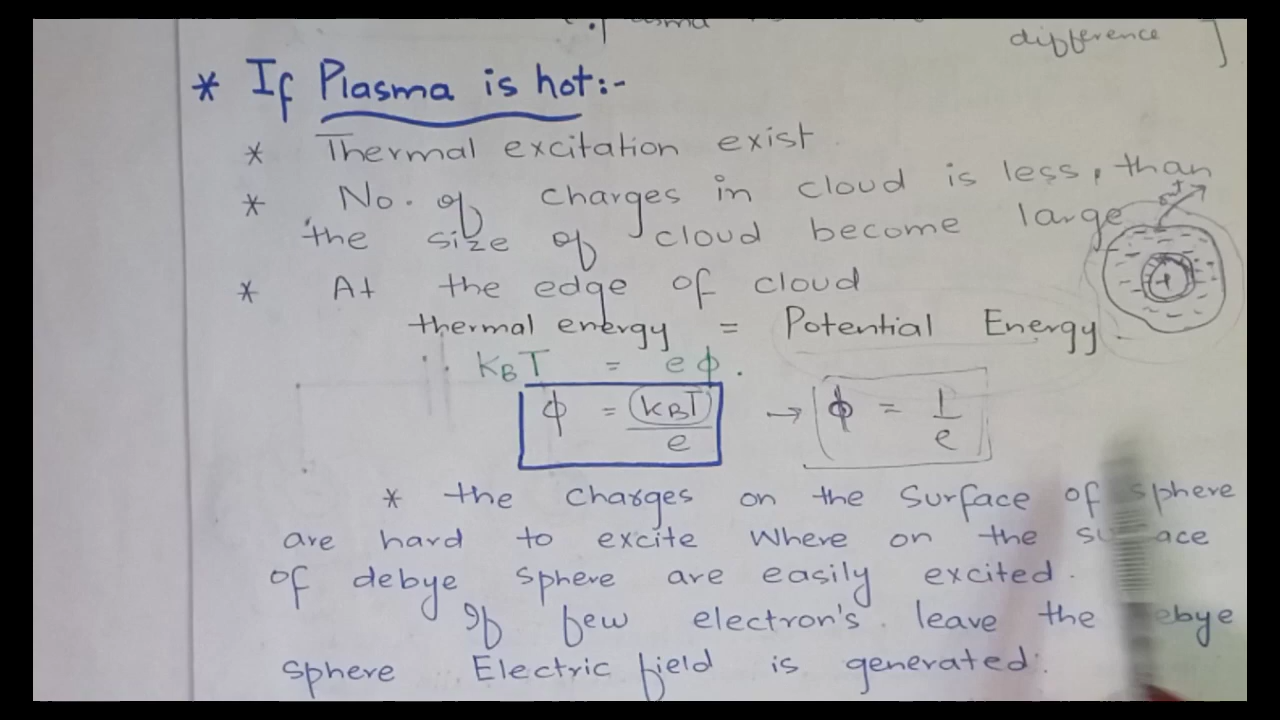 difference ]
* If Plasma is hot:-
* Thermal excitation exist
* No. of charges in cloud is less, than
the size of cloud become large
* At the edge of cloud
thermal energy = Potential Energy.
+
∴ KBT = eϕ.
ϕ = KBT/e → ϕ = 1/e
* the charges on the surface of sphere
are hard to excite where on the
of debye sphere are easily excited.
If few electron's leave the
sphere Electric field is generated.